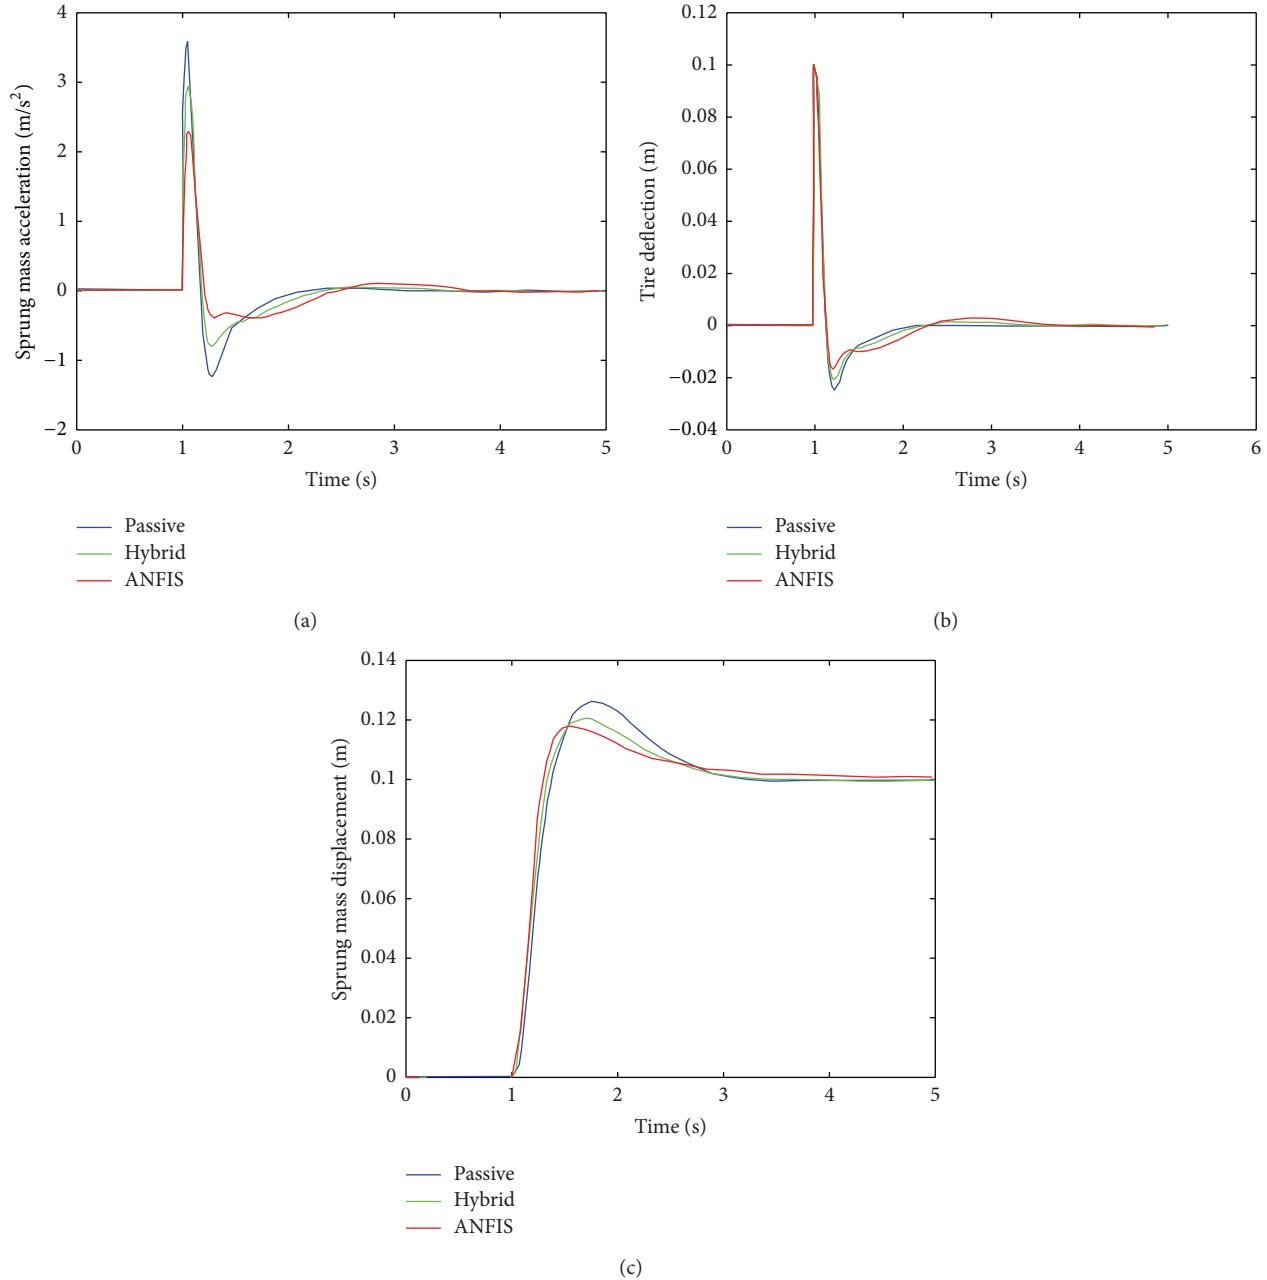 4
3
2
1
0
−1
−2
Sprung mass acceleration (m/s²)
0 1 2 3 4 5
Time (s)
Passive
Hybrid
ANFIS
(a)
0.12
0.1
0.08
0.06
0.04
0.02
0
−0.02
−0.04
Tire deflection (m)
0 1 2 3 4 5 6
Time (s)
Passive
Hybrid
ANFIS
(b)
0.14
0.12
0.1
0.08
0.06
0.04
0.02
0
Sprung mass displacement (m)
0 1 2 3 4 5
Time (s)
Passive
Hybrid
ANFIS
(c)